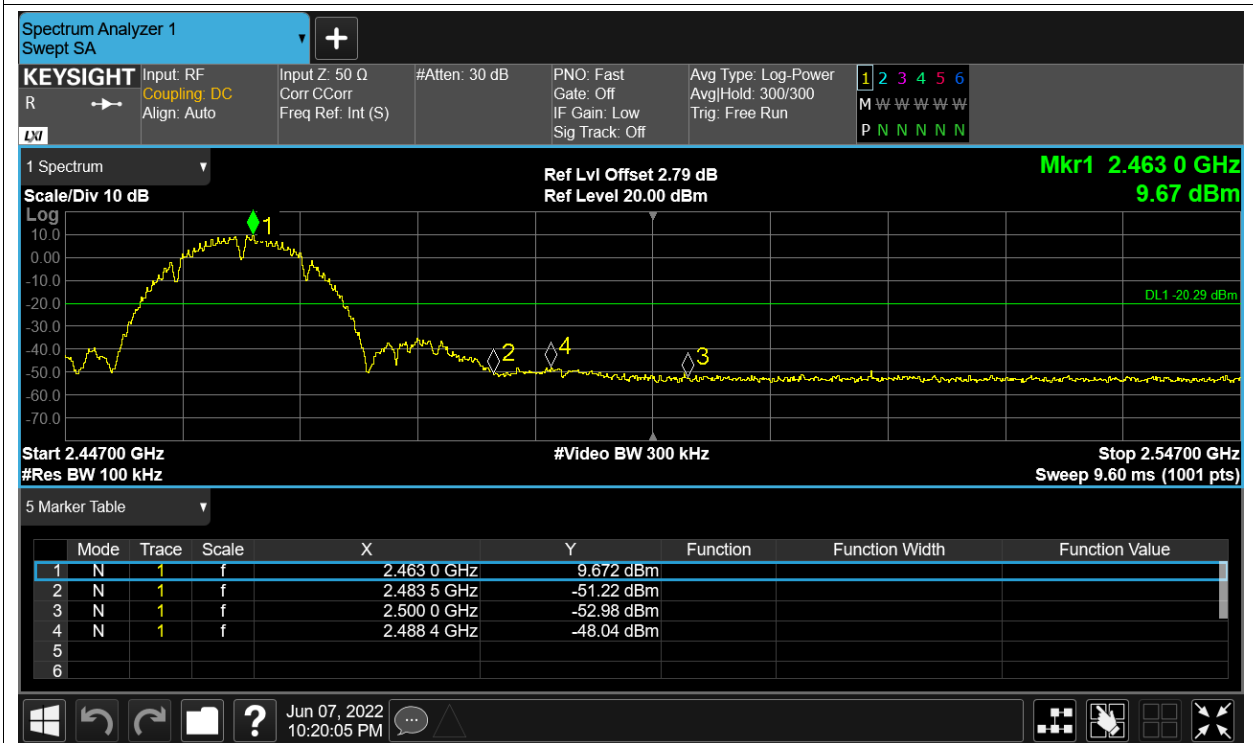 Spectrum Analyzer 1
Swept SA
KEYSIGHT Input: RF Input Z: 50 Ω #Atten: 30 dB PNO: Fast Avg Type: Log-Power 1 2 3 4 5 6
R Coupling: DC Corr CCorr Gate: Off Avg|Hold: 300/300 M W W W W W W
Align: Auto Freq Ref: Int (S) IF Gain: Low Trig: Free Run
LXI Sig Track: Off P N N N N N N
1 Spectrum Ref Lvl Offset 2.79 dB Mkr1 2.463 0 GHz
Scale/Div 10 dB Ref Level 20.00 dBm 9.67 dBm
Log
1
10.0
0.00
-10.0
-20.0 DL1 -20.29 dBm
-30.0
-40.0 2 4 3
-50.0
-60.0
-70.0
Start 2.44700 GHz #Video BW 300 kHz Stop 2.54700 GHz
#Res BW 100 kHz Sweep 9.60 ms (1001 pts)
5 Marker Table
Mode Trace Scale X Y Function Function Width Function Value
1 N 1 f 2.463 0 GHz 9.672 dBm
2 N 1 f 2.483 5 GHz -51.22 dBm
3 N 1 f 2.500 0 GHz -52.98 dBm
4 N 1 f 2.488 4 GHz -48.04 dBm
5
6
? Jun 07, 2022
10:20:05 PM